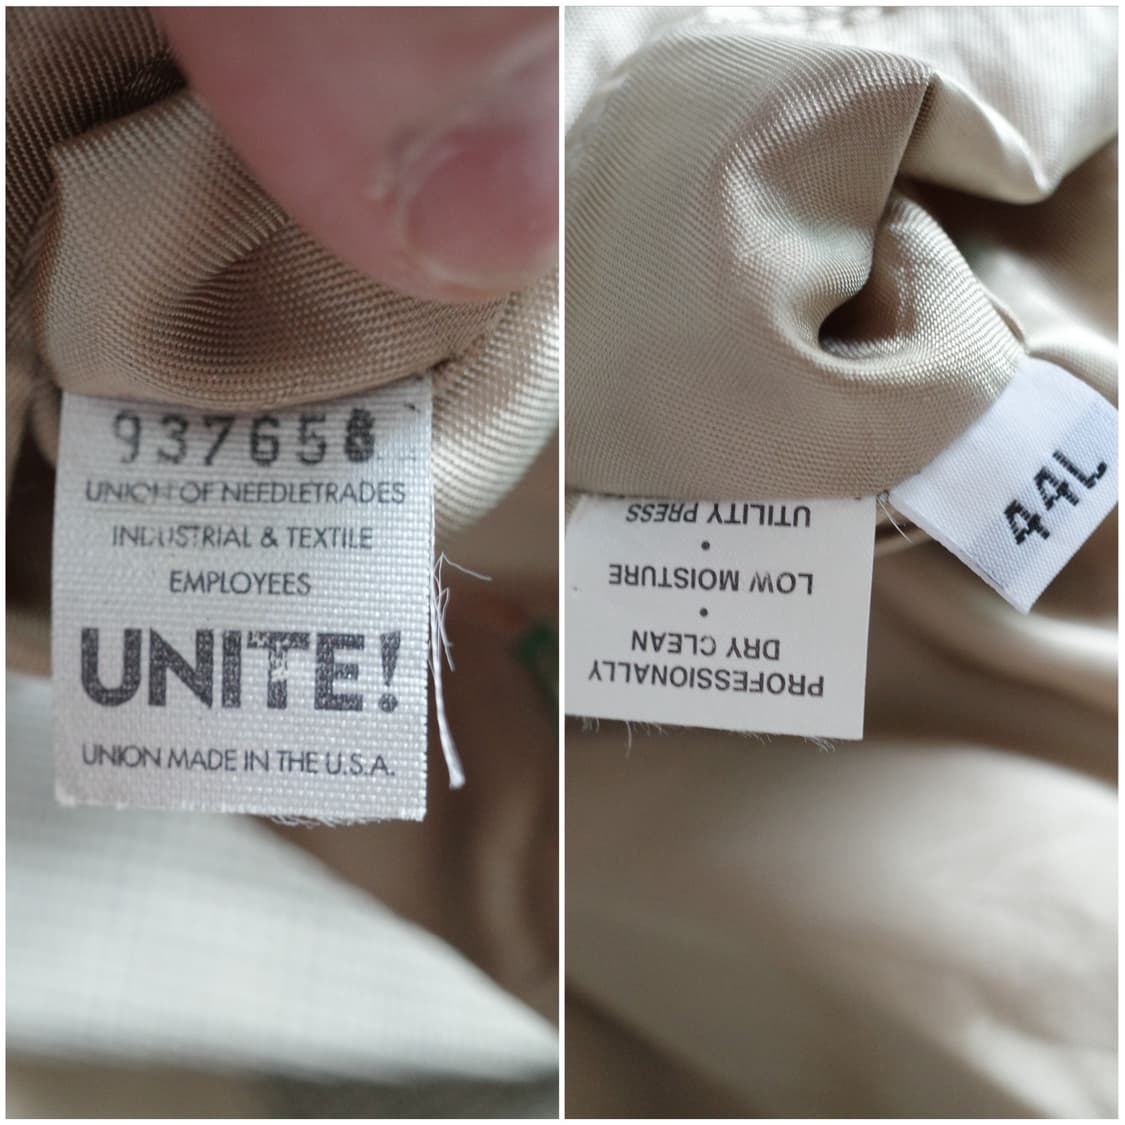 937658
UNION OF NEEDLETRADES
INDUSTRIAL & TEXTILE
EMPLOYEES
UNITE!
UNION MADE IN THE U.S.A.
44L
PROFESSIONALLY
DRY CLEAN
•
LOW MOISTURE
•
UTILITY PRESS